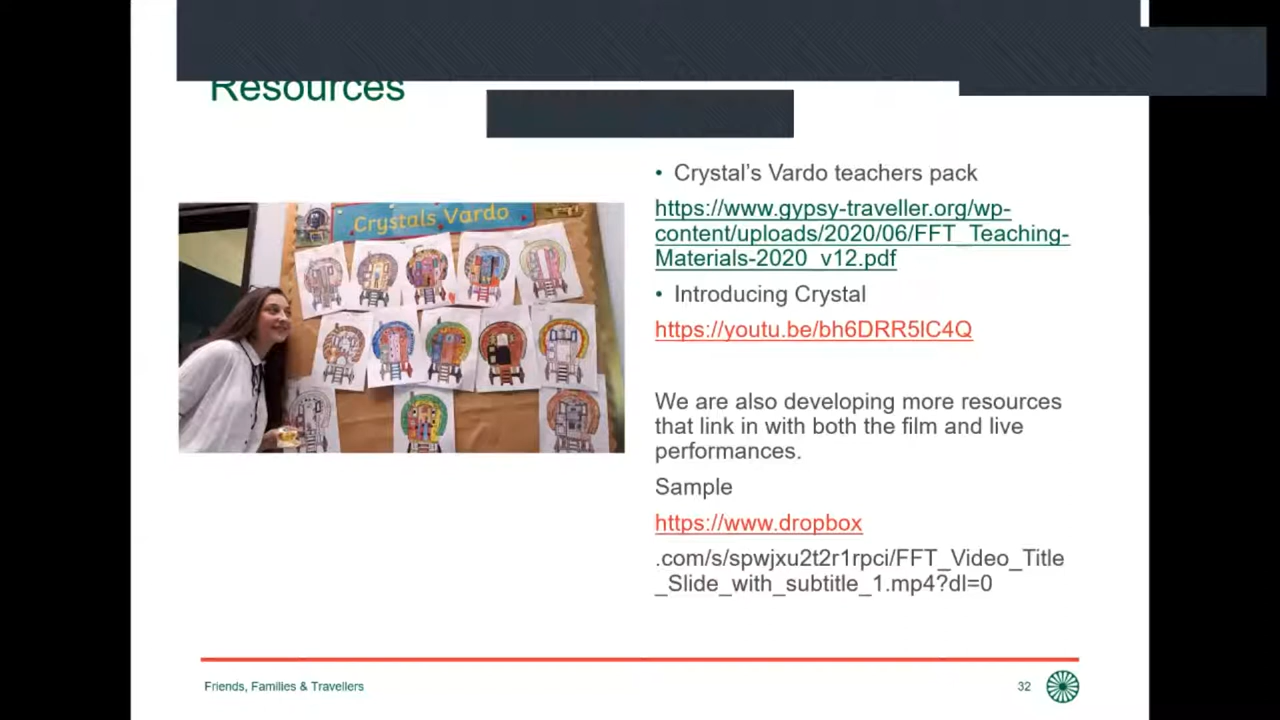 Resources
Crystals Vardo
• Crystal’s Vardo teachers pack
https://www.gypsy-traveller.org/wp-
content/uploads/2020/06/FFT_Teaching-
Materials-2020_v12.pdf
• Introducing Crystal
https://youtu.be/bh6DRR5lC4Q
We are also developing more resources
that link in with both the film and live
performances.
Sample
https://www.dropbox
.com/s/spwjxu2t2r1rpci/FFT_Video_Title
_Slide_with_subtitle_1.mp4?dl=0
Friends, Families & Travellers
32